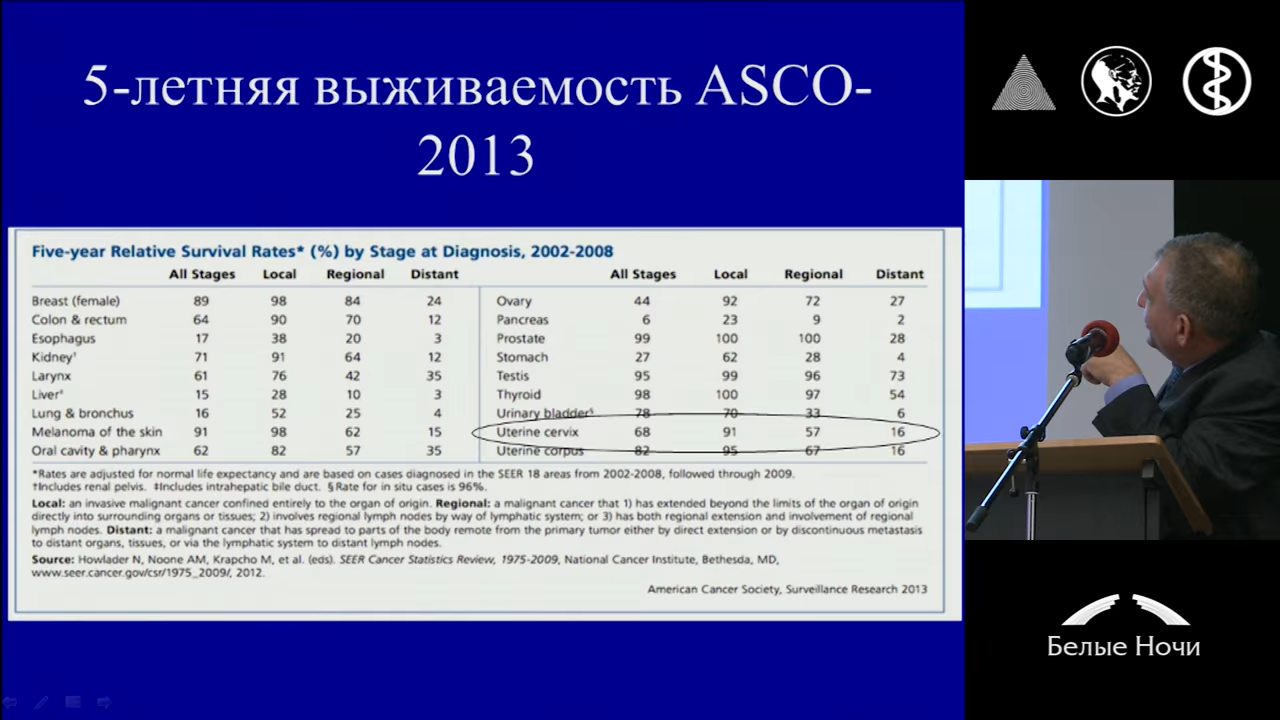 5-летняя выживаемость ASCO-
2013
Five-year Relative Survival Rates* (%) by Stage at Diagnosis, 2002-2008
All Stages Local Regional Distant All Stages Local Regional Distant
Breast (female) 89 98 84 24 Ovary 44 92 72 27
Colon & rectum 64 90 70 12 Pancreas 6 23 9 2
Esophagus 17 38 20 3 Prostate 99 100 100 28
Kidney† 71 91 64 12 Stomach 27 62 28 4
Larynx 61 76 42 35 Testis 95 99 96 73
Liver‡ 15 28 10 3 Thyroid 98 100 97 54
Lung & bronchus 16 52 25 4 Urinary bladder§ 78 70 33 6
Melanoma of the skin 91 98 62 15 Uterine cervix 68 91 57 16
Oral cavity & pharynx 62 82 57 35 Uterine corpus 82 95 67 16
*Rates are adjusted for normal life expectancy and are based on cases diagnosed in the SEER 18 areas from 2002-2008, followed through 2009.
†Includes renal pelvis. ‡Includes intrahepatic bile duct. §Rate for in situ cases is 96%.
Local: an invasive malignant cancer confined entirely to the organ of origin. Regional: a malignant cancer that 1) has extended beyond the limits of the organ of origin
directly into surrounding organs or tissues; 2) involves regional lymph nodes by way of lymphatic system; or 3) has both regional extension and involvement of regional
lymph nodes. Distant: a malignant cancer that has spread to parts of the body remote from the primary tumor either by direct extension or by discontinuous metastasis
to distant organs, tissues, or via the lymphatic system to distant lymph nodes.
Source: Howlader N, Noone AM, Krapcho M, et al. (eds). SEER Cancer Statistics Review, 1975-2009, National Cancer Institute, Bethesda, MD,
www.seer.cancer.gov/csr/1975_2009/, 2012.
American Cancer Society, Surveillance Research 2013
Белые Ночи